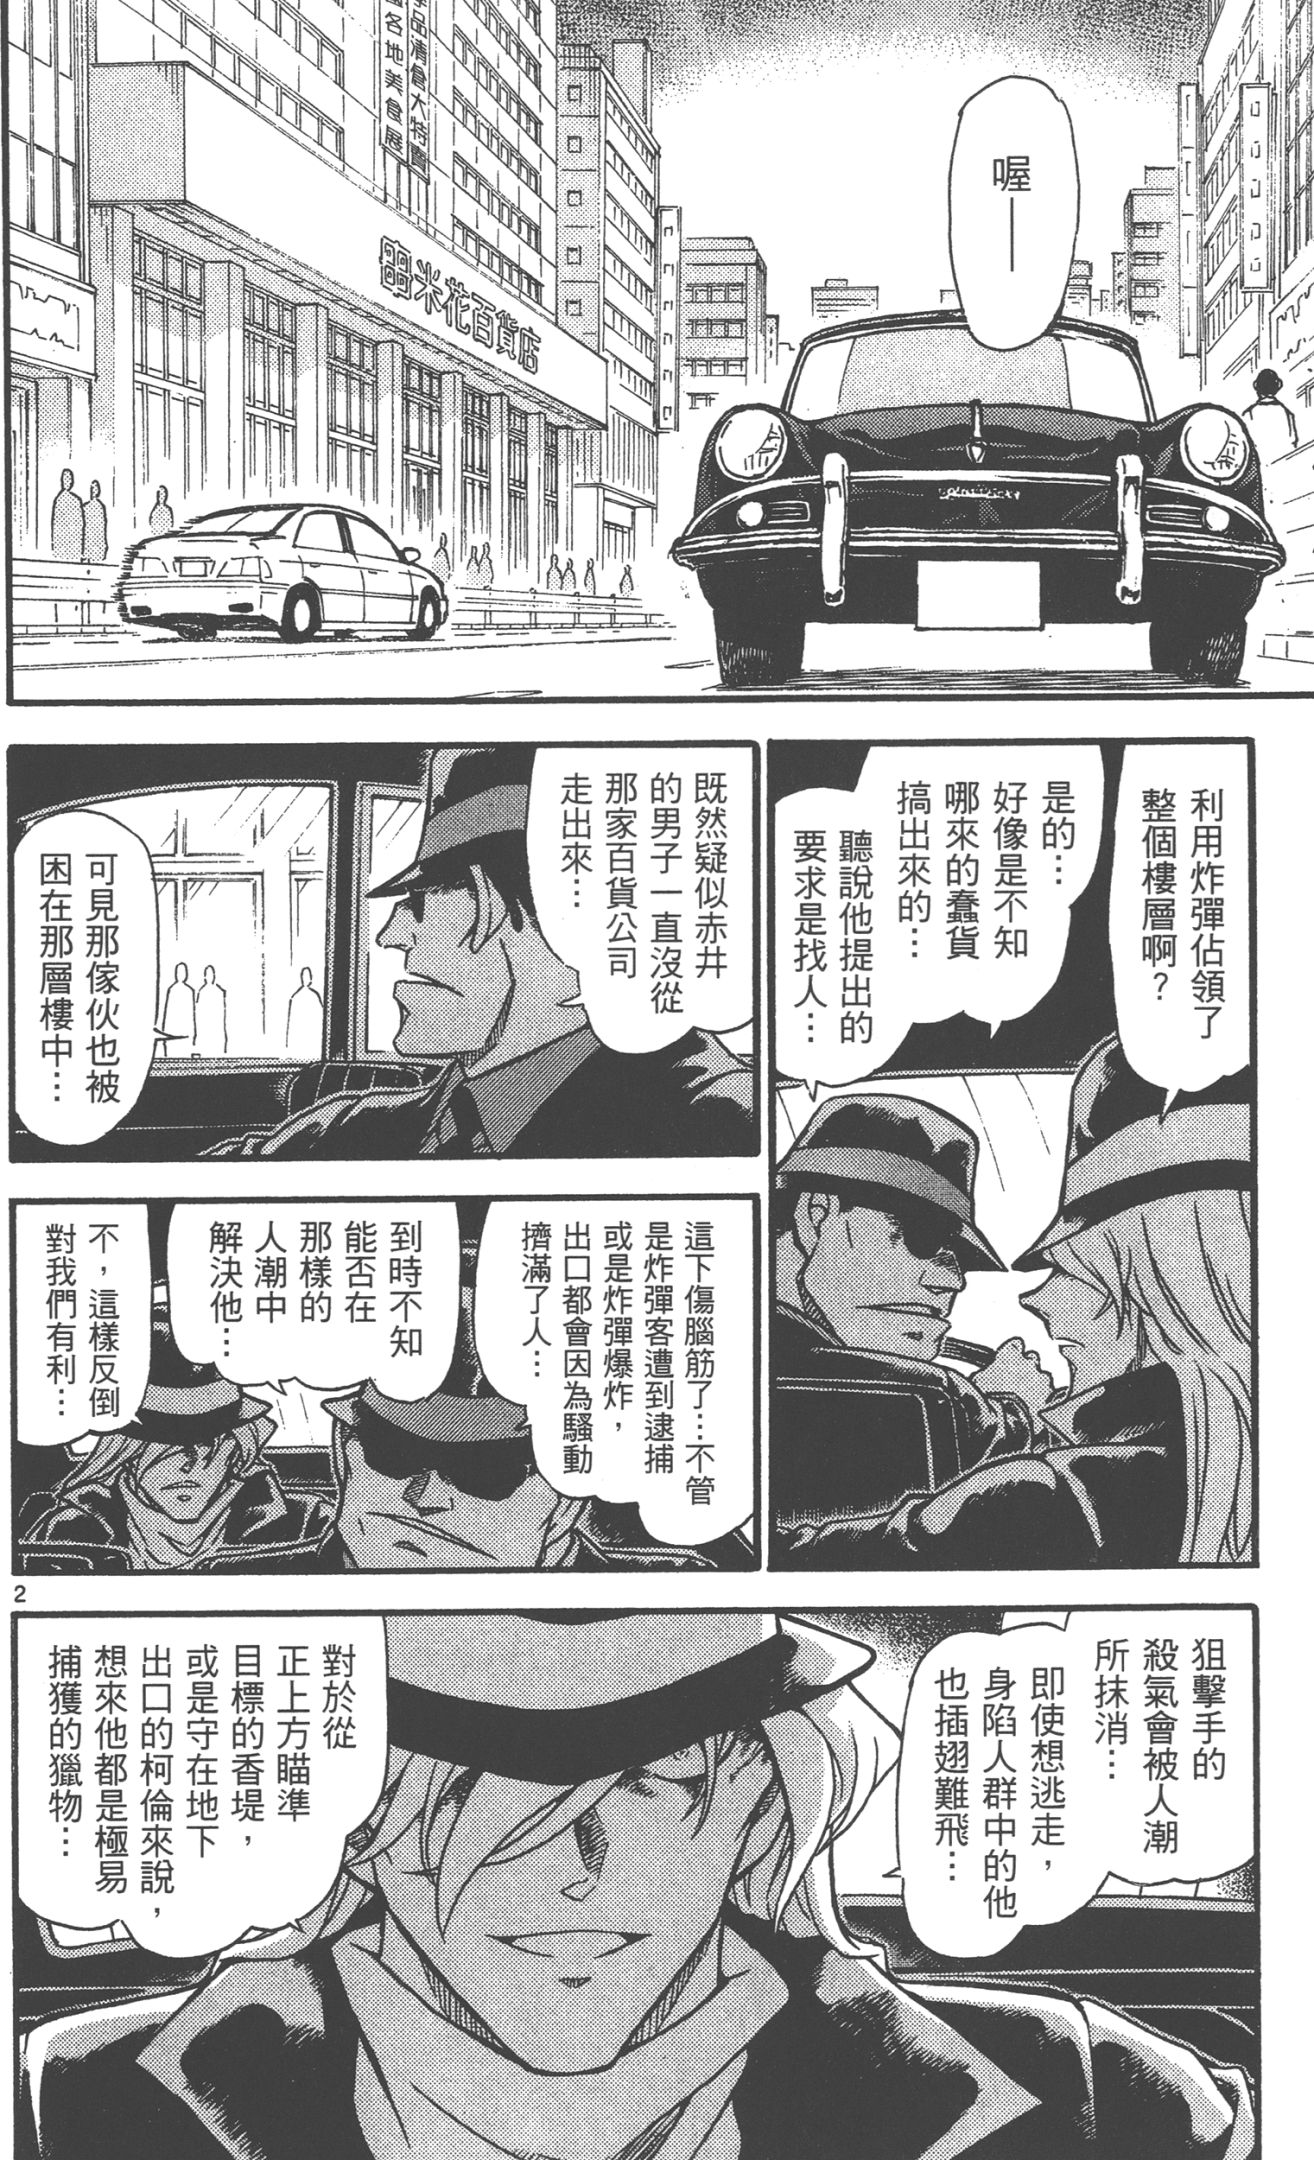 喔——
品清倉大特賣
各地美食展
米花百貨店
利用炸彈佔領了
整個樓層啊？
是的…
好像是不知
哪來的蠢貨
搞出來的…
聽說他提出的
要求是找人…
既然疑似赤井
的男子一直沒從
那家百貨公司
走出來…
可見那傢伙也被
困在那層樓中…
這下傷腦筋了…不管
是炸彈客遭到逮捕
或是炸彈爆炸，
出口都會因為騷動
擠滿了人…
到時不知
能否在
那樣的
人潮中
解決他…
不，這樣反倒
對我們有利…
2
狙擊手的
殺氣會被人潮
所抹消…
即使想逃走，
身陷人群中的他
也插翅難飛…
對於從
正上方瞄準
目標的香堤，
或是守在地下
出口的柯倫來說，
想來他都是極易
捕獲的獵物…